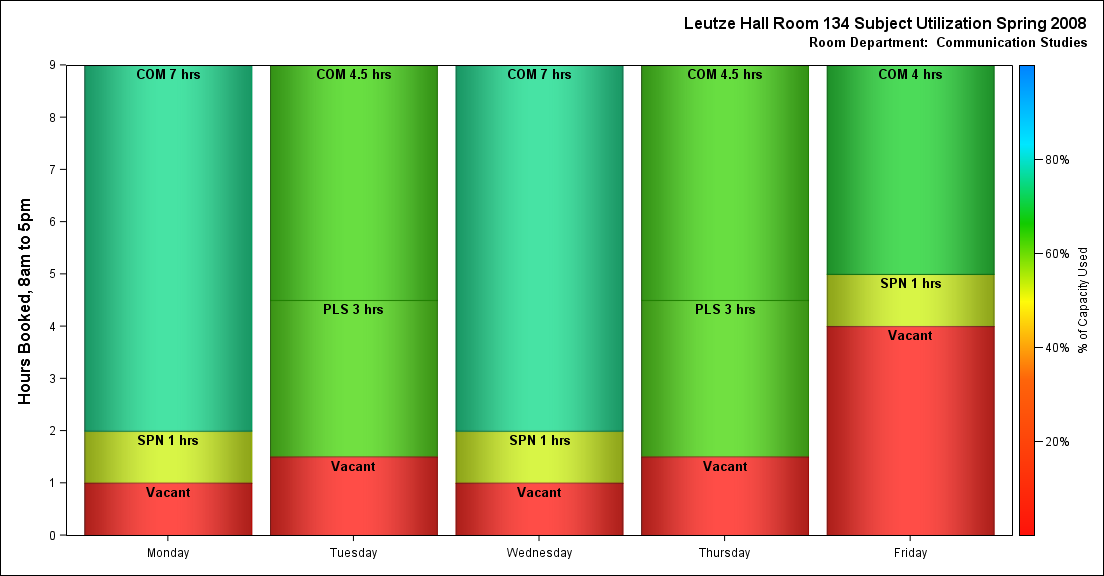 Leutze Hall Room 134 Subject Utilization Spring 2008
Room Department:  Communication Studies
Hours Booked, 8am to 5pm
9
8
7
6
5
4
3
2
1
0
COM 7 hrs
SPN 1 hrs
Vacant
COM 4.5 hrs
PLS 3 hrs
Vacant
COM 7 hrs
SPN 1 hrs
Vacant
COM 4.5 hrs
PLS 3 hrs
Vacant
COM 4 hrs
SPN 1 hrs
Vacant
Monday
Tuesday
Wednesday
Thursday
Friday
80%
60%
40%
20%
% of Capacity Used